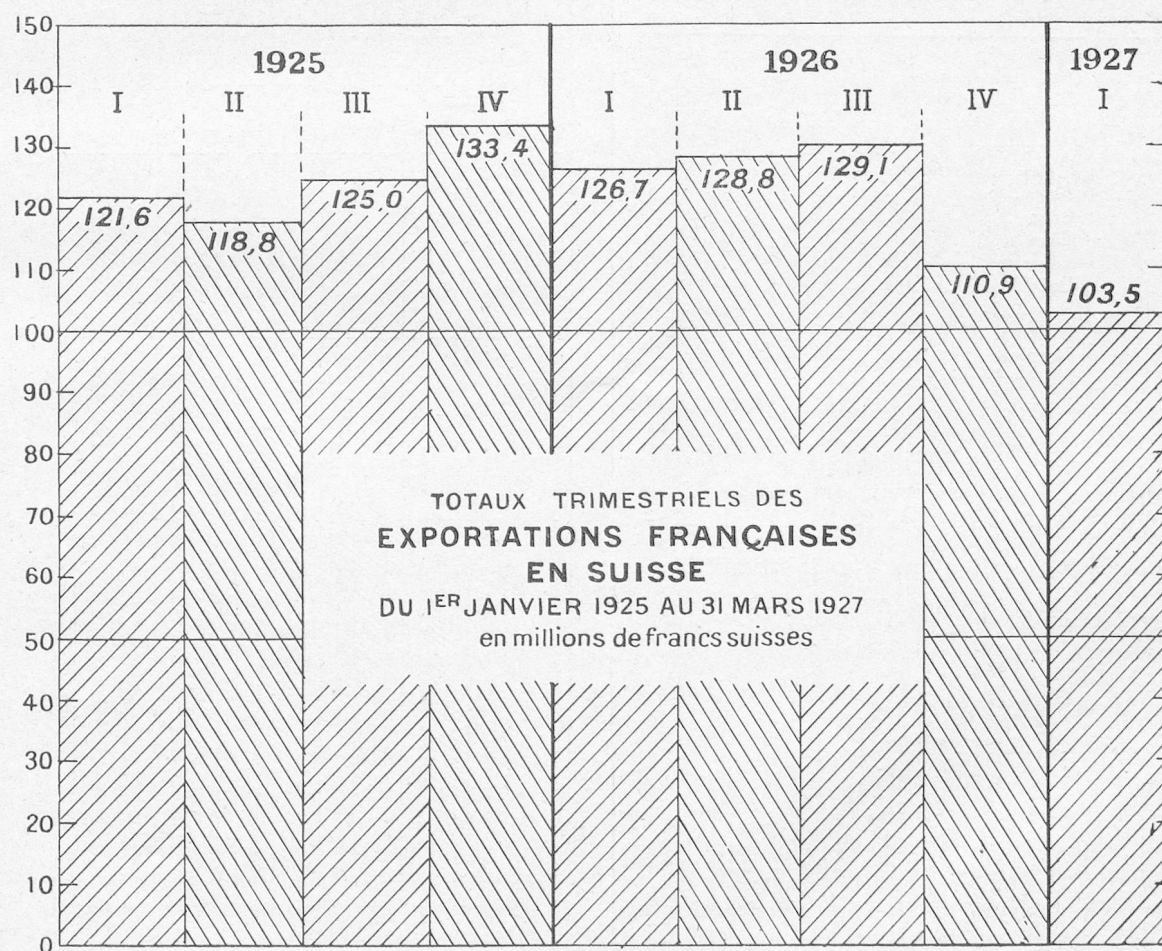 150
1925
1926
1927
140
I
II
III
IV
I
II
III
IV
I
130
133,4
126,7
128,8
129,1
121,6
125,0
120
118,8
110
110,9
103,5
100
90
80
TOTAUX TRIMESTRIELS DES
70
EXPORTATIONS FRANÇAISES
EN SUISSE
60
DU 1ER JANVIER 1925 AU 31 MARS 1927
en millions de francs suisses
50
40
30
20
10
0